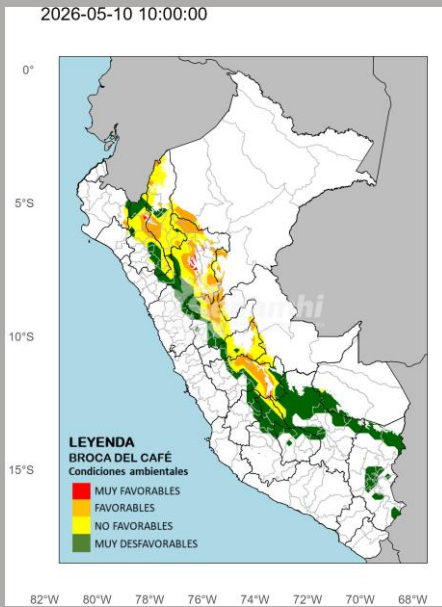 2026-05-10 10:00:00
0°
5°S
10°S
15°S
senamhi
LEYENDA
BROCA DEL CAFÉ
Condiciones ambientales
MUY FAVORABLES
FAVORABLES
NO FAVORABLES
MUY DESFAVORABLES
82°W 80°W 78°W 76°W 74°W 72°W 70°W 68°W